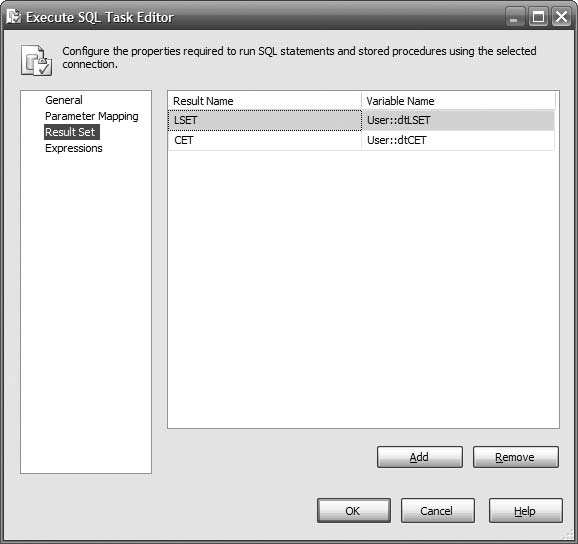 Execute SQL Task Editor
Configure the properties required to run SQL statements and stored procedures using the selected
connection.
General
Parameter Mapping
Result Set
Expressions
Result Name Variable Name
LSET User::dtLSET
CET User::dtCET
Add Remove
OK Cancel Help